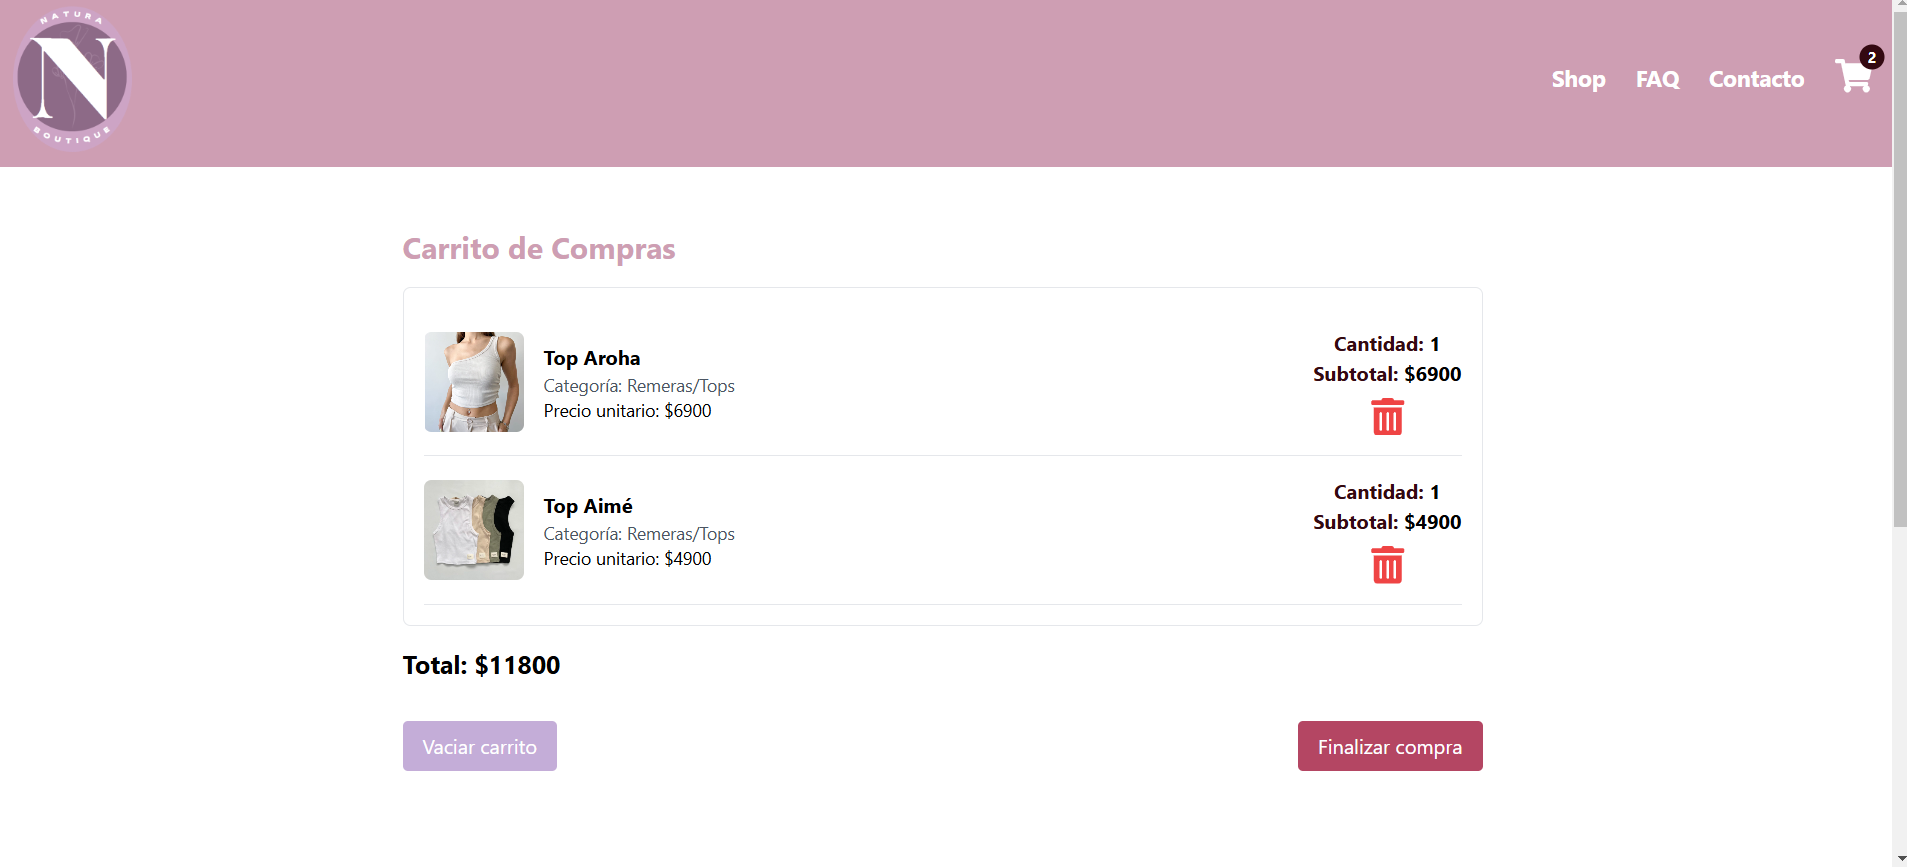 NATURA
N
BOUTIQUE
Shop FAQ Contacto 2
Carrito de Compras
Top Aroha
Categoría: Remeras/Tops
Precio unitario: $6900
Cantidad: 1
Subtotal: $6900
Top Aimé
Categoría: Remeras/Tops
Precio unitario: $4900
Cantidad: 1
Subtotal: $4900
Total: $11800
Vaciar carrito
Finalizar compra